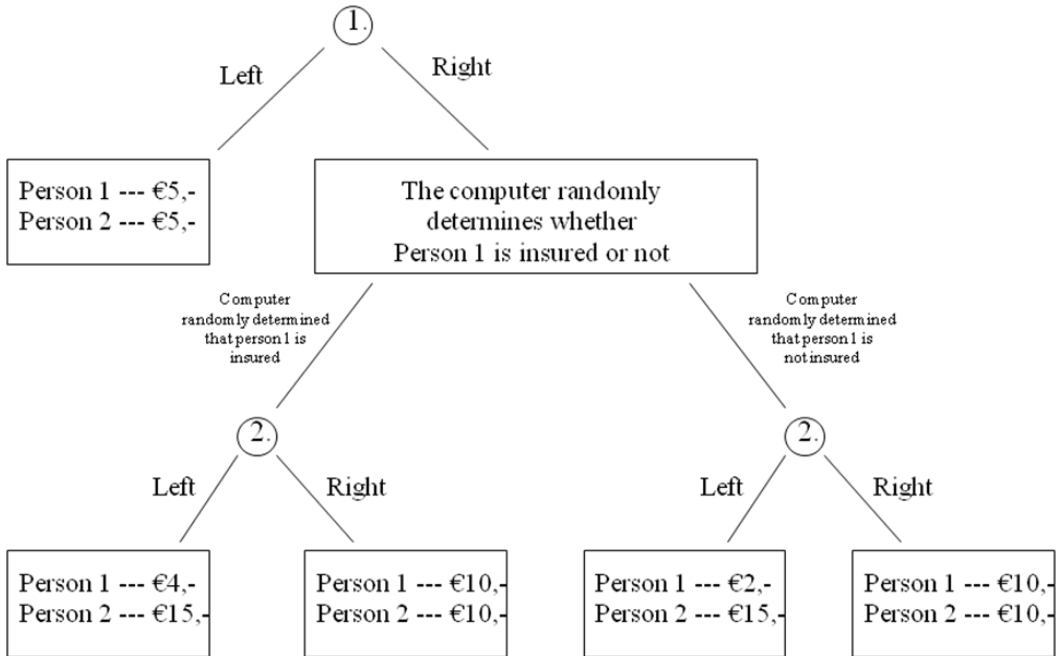 1.
Left
Right
Person 1 --- €5,-
Person 2 --- €5,-
The computer randomly
determines whether
Person 1 is insured or not
Computer
randomly determined
that person 1 is
insured
Computer
randomly determined
that person 1 is
not insured
2.
2.
Left
Right
Left
Right
Person 1 --- €4,-
Person 2 --- €15,-
Person 1 --- €10,-
Person 2 --- €10,-
Person 1 --- €2,-
Person 2 --- €15,-
Person 1 --- €10,-
Person 2 --- €10,-